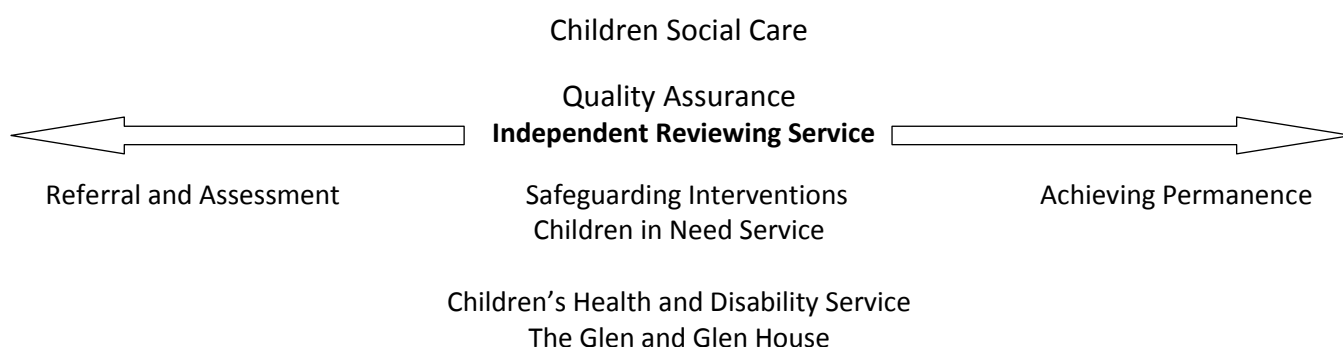 Children Social Care
Quality Assurance
Independent Reviewing Service
Referral and Assessment
Safeguarding Interventions
Achieving Permanence
Children in Need Service
Children’s Health and Disability Service
The Glen and Glen House